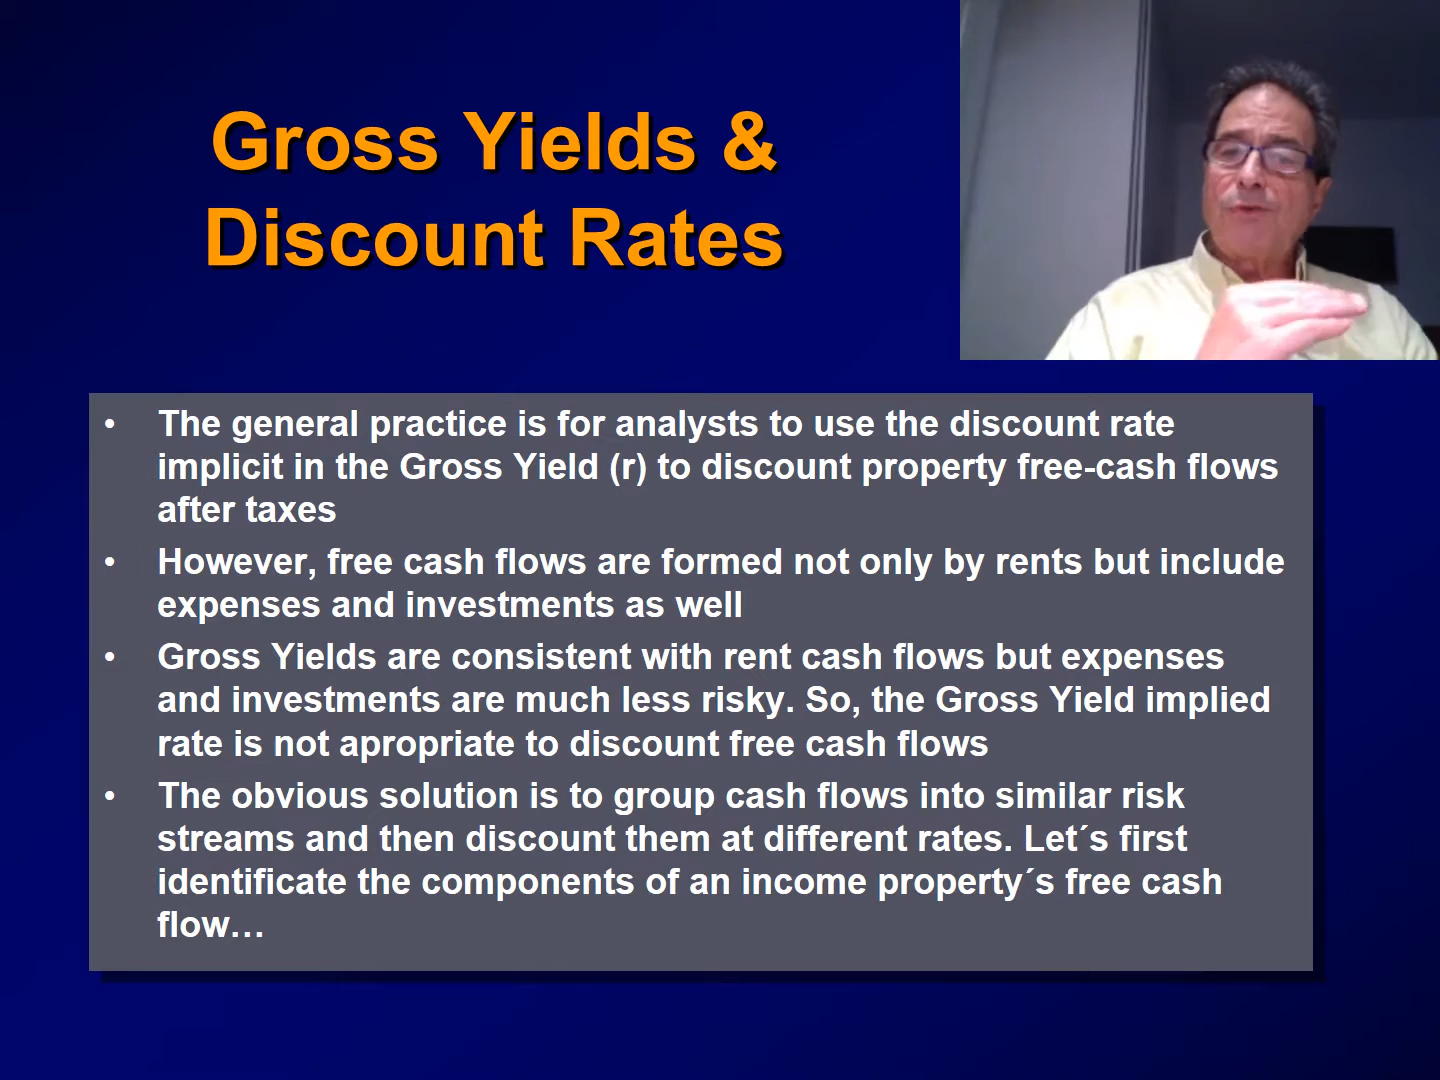 Gross Yields &
Discount Rates
• The general practice is for analysts to use the discount rate
implicit in the Gross Yield (r) to discount property free-cash flows
after taxes
• However, free cash flows are formed not only by rents but include
expenses and investments as well
• Gross Yields are consistent with rent cash flows but expenses
and investments are much less risky. So, the Gross Yield implied
rate is not apropriate to discount free cash flows
• The obvious solution is to group cash flows into similar risk
streams and then discount them at different rates. Let´s first
identificate the components of an income property´s free cash
flow…